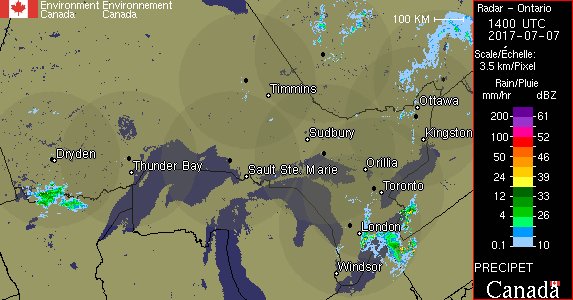 Environment Environnement
Canada Canada
100 KM
Timmins
Ottawa
Sudbury
Kingston
Dryden
Thunder Bay
Sault Ste. Marie
Orillia
Toronto
London
Windsor
Radar - Ontario
1400 UTC
2017-07-07
Scale/Échelle:
3.5 km/Pixel
Rain/Pluie
mm/hr dBZ
200 61
100 52
50 46
24 39
12 33
4 26
1 18
0.1 10
PRECIPET
Canada